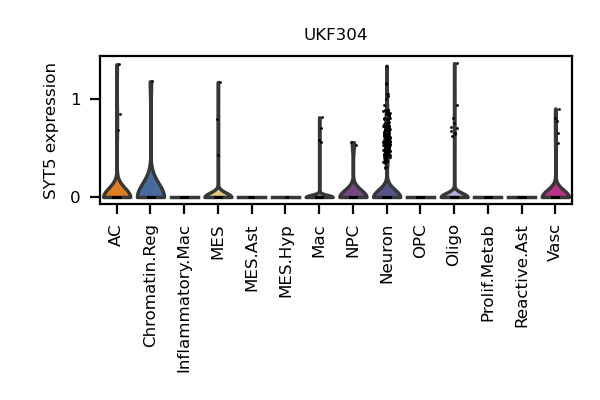 UKF304
SYT5 expression
1
0
AC
Chromatin.Reg
Inflammatory.Mac
MES
MES.Ast
MES.Hyp
Mac
NPC
Neuron
OPC
Oligo
Prolif.Metab
Reactive.Ast
Vasc